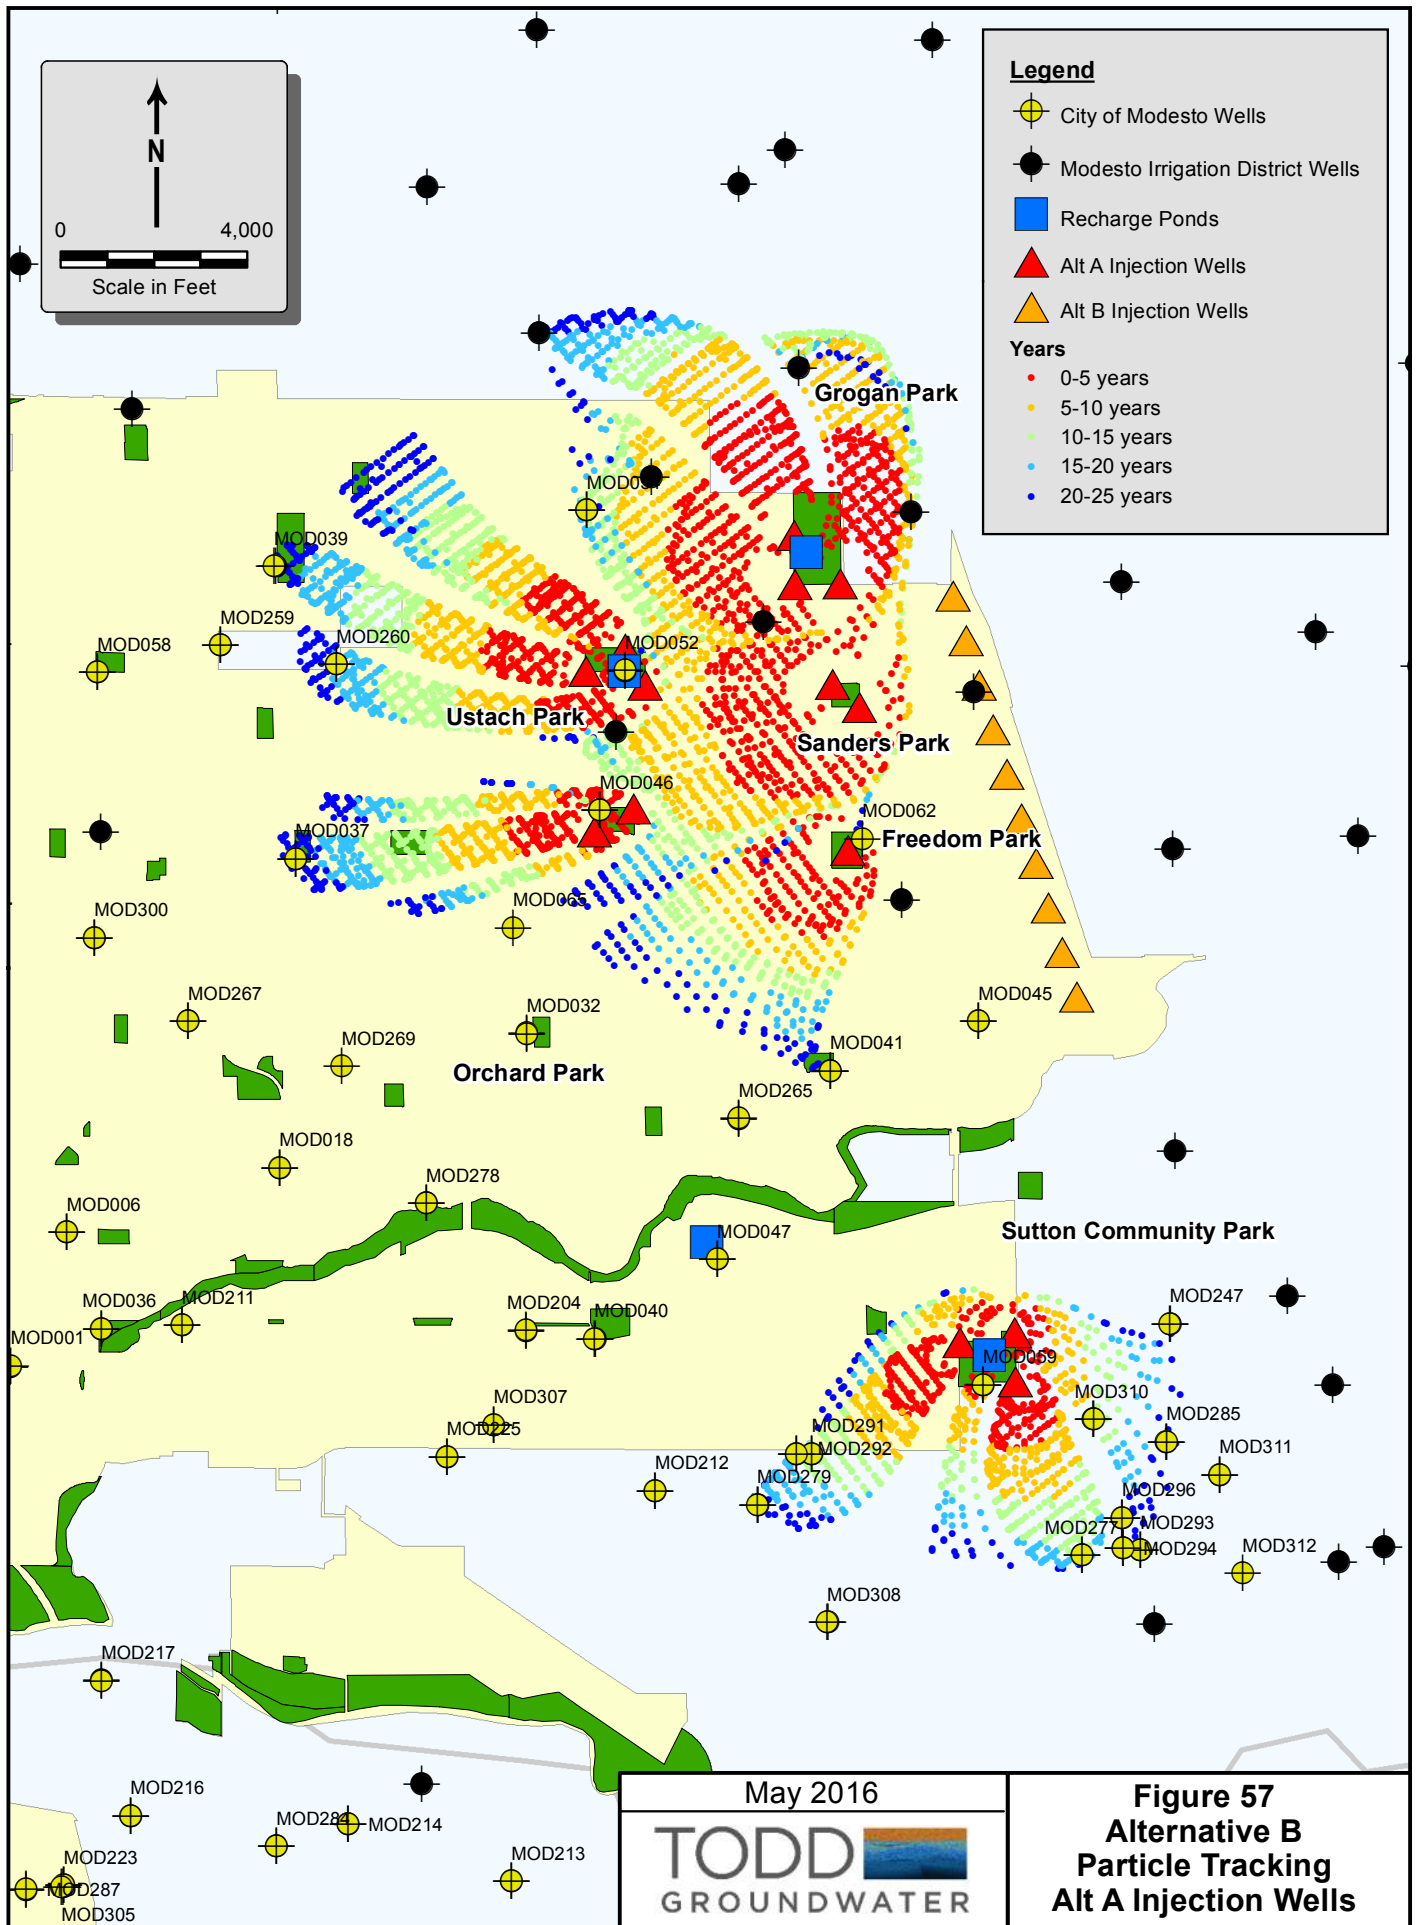 N
0
4,000
Scale in Feet
Legend
City of Modesto Wells
Modesto Irrigation District Wells
Recharge Ponds
Alt A Injection Wells
Alt B Injection Wells
Years
0-5 years
5-10 years
10-15 years
15-20 years
20-25 years
Grogan Park
MOD039
MOD259
MOD260
MOD058
MOD052
Ustach Park
Sanders Park
MOD046
MOD062
MOD037
Freedom Park
MOD065
MOD300
MOD267
MOD032
MOD045
MOD269
MOD041
Orchard Park
MOD265
MOD018
MOD278
MOD006
MOD047
Sutton Community Park
MOD036
MOD211
MOD204
MOD040
MOD247
MOD001
MOD059
MOD307
MOD310
MOD225
MOD291
MOD292
MOD285
MOD311
MOD212
MOD279
MOD296
MOD277
MOD293
MOD294
MOD312
MOD308
MOD217
MOD216
MOD284
MOD214
MOD213
MOD223
MOD287
MOD305
May 2016
TODD
GROUNDWATER
Figure 57
Alternative B
Particle Tracking
Alt A Injection Wells